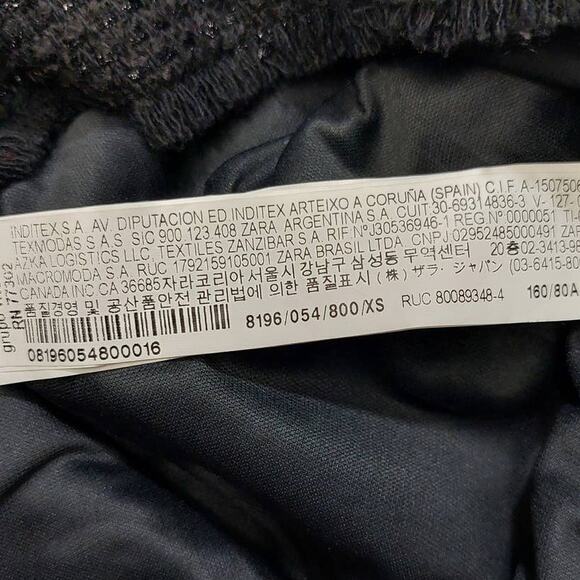 INDITEX S.A. AV. DIPUTACION ED INDITEX ARTEIXO A CORUÑA (SPAIN) C.I.F. A-1507506
TEXMODAS S.A.S. SIC 900.123 408 ZARA ARGENTINA S.A. CUIT 30-69314836-3 V- 127-
AZKA LOGISTICS LLC, TEXTILES ZANZIBAR S.A. RIF NºJ30536946-1 REG Nº0000051
MACROMODA S.A. RUC 1792159105001 ZARA BRASIL LTDA, CNPJ 02952485000491
CANADA INC CA 36685 자라코리아 서울시 강남구 삼성동 무역센터 20층 02-3413-98
품질경영 및 공산품안전 관리법에 의한 품질표시 (株) ザラ・ジャパン (03-6415-80
grupo
RN 77302
08196054800016
8196/054/800/XS
RUC 80089348-4
160/80A